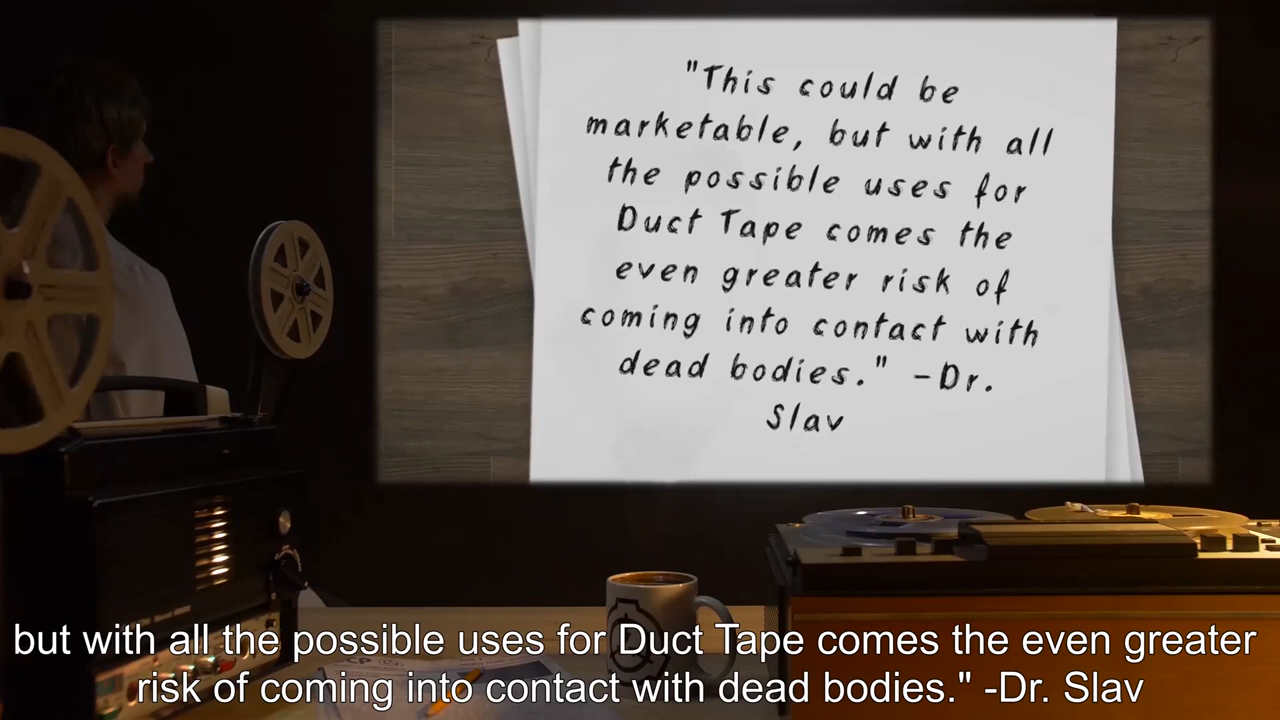 "This could be
marketable, but with all
the possible uses for
Duct Tape comes the
even greater risk of
coming into contact with
dead bodies." -Dr.
Slav
but with all the possible uses for Duct Tape comes the even greater
risk of coming into contact with dead bodies." -Dr. Slav